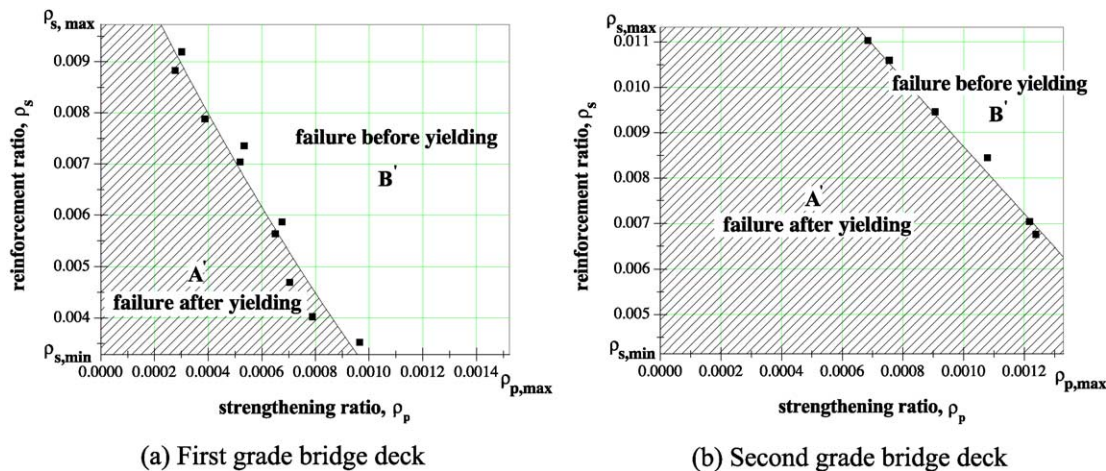 ρs, max
0.009
0.008
0.007
0.006
0.005
0.004
ρs,min
reinforcement ratio, ρs
failure before yielding
B'
A'
failure after yielding
0.0000 0.0002 0.0004 0.0006 0.0008 0.0010 0.0012 0.0014
ρp,max
strengthening ratio, ρp
(a) First grade bridge deck
ρs,max
0.011
0.010
0.009
0.008
0.007
0.006
0.005
ρs,min
reinforcement ratio, ρs
failure before yielding
B'
A'
failure after yielding
0.0000 0.0002 0.0004 0.0006 0.0008 0.0010 0.0012
ρp,max
strengthening ratio, ρp
(b) Second grade bridge deck